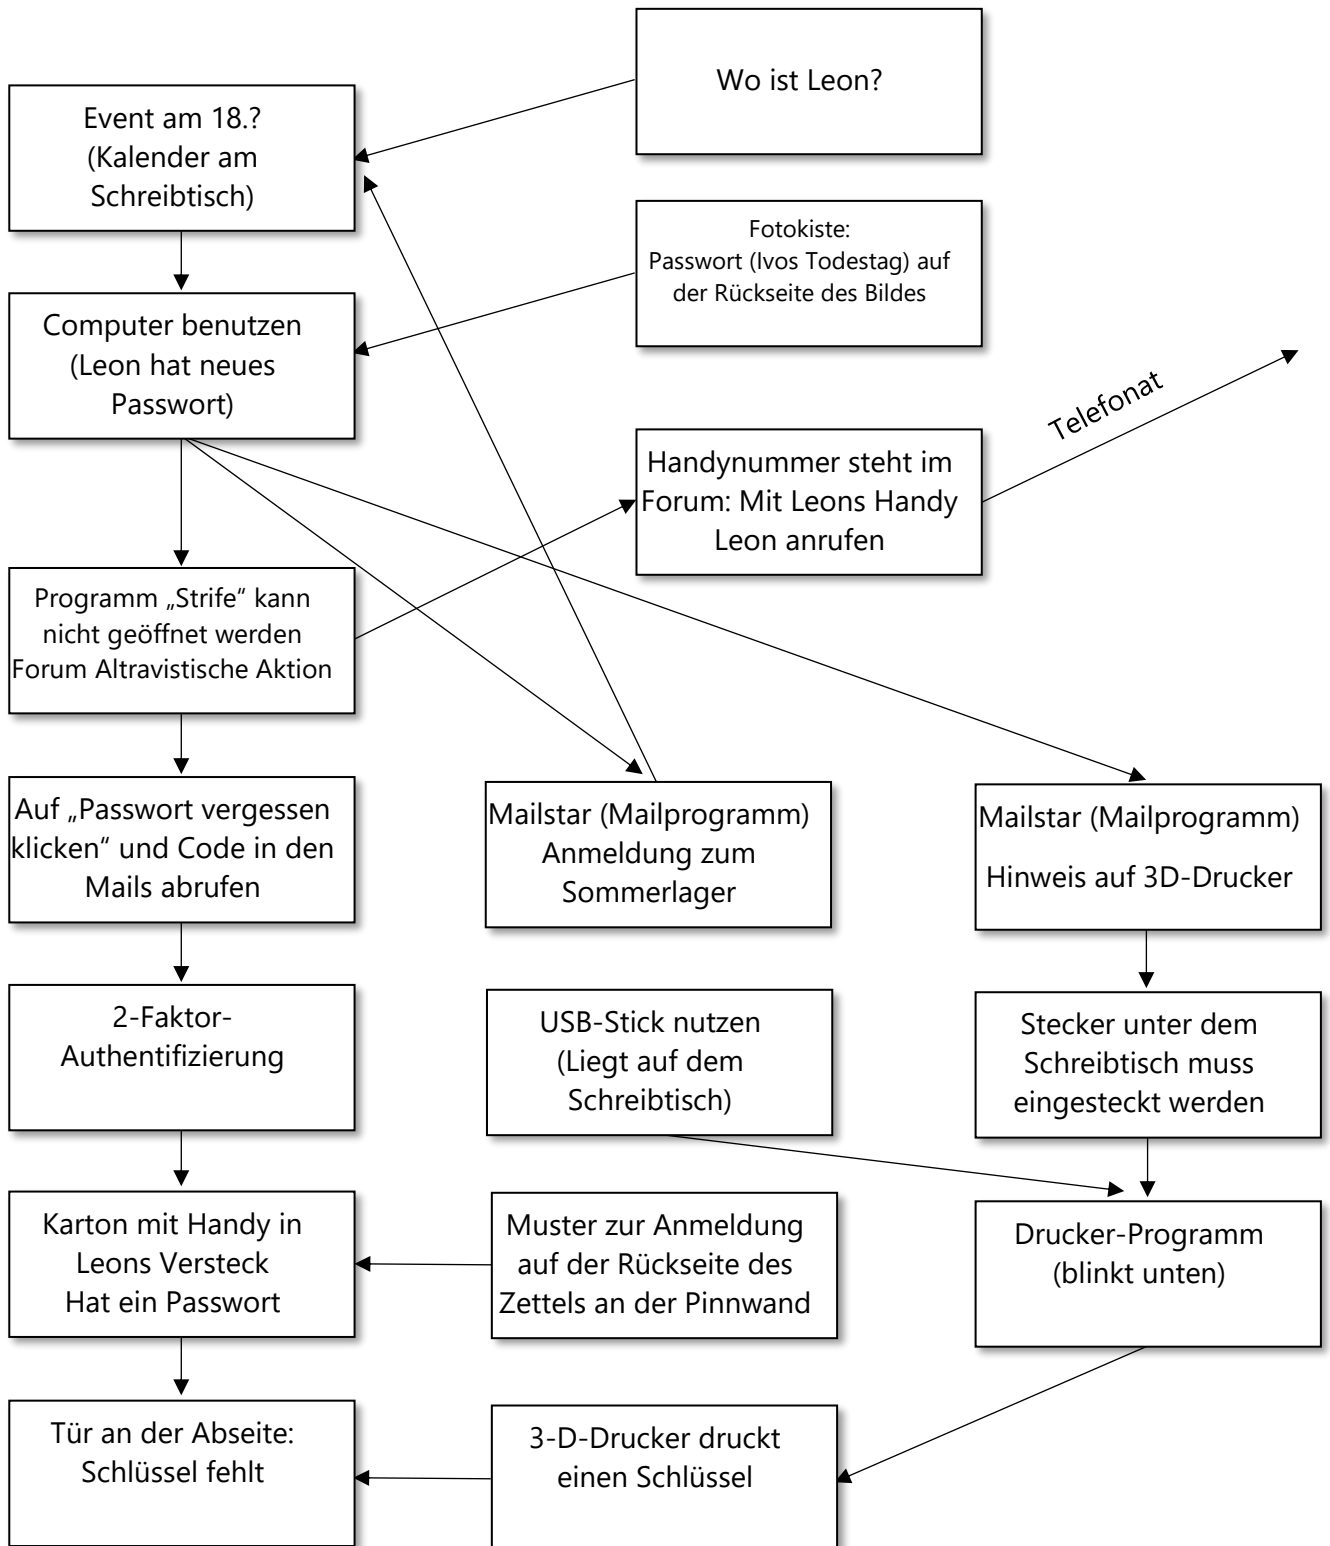 Wo ist Leon?
Event am 18.?
(Kalender am
Schreibtisch)
Fotokiste:
Passwort (Ivos Todestag) auf
der Rückseite des Bildes
Computer benutzen
(Leon hat neues
Passwort)
Telefonat
Handynummer steht im
Forum: Mit Leons Handy
Leon anrufen
Programm „Strife“ kann
nicht geöffnet werden
Forum Altravistische Aktion
Auf „Passwort vergessen
klicken“ und Code in den
Mails abrufen
Mailstar (Mailprogramm)
Anmeldung zum
Sommerlager
Mailstar (Mailprogramm)
Hinweis auf 3D-Drucker
2-Faktor-
Authentifizierung
USB-Stick nutzen
(Liegt auf dem
Schreibtisch)
Stecker unter dem
Schreibtisch muss
eingesteckt werden
Karton mit Handy in
Leons Versteck
Hat ein Passwort
Muster zur Anmeldung
auf der Rückseite des
Zettels an der Pinnwand
Drucker-Programm
(blinkt unten)
Tür an der Abseite:
Schlüssel fehlt
3-D-Drucker druckt
einen Schlüssel